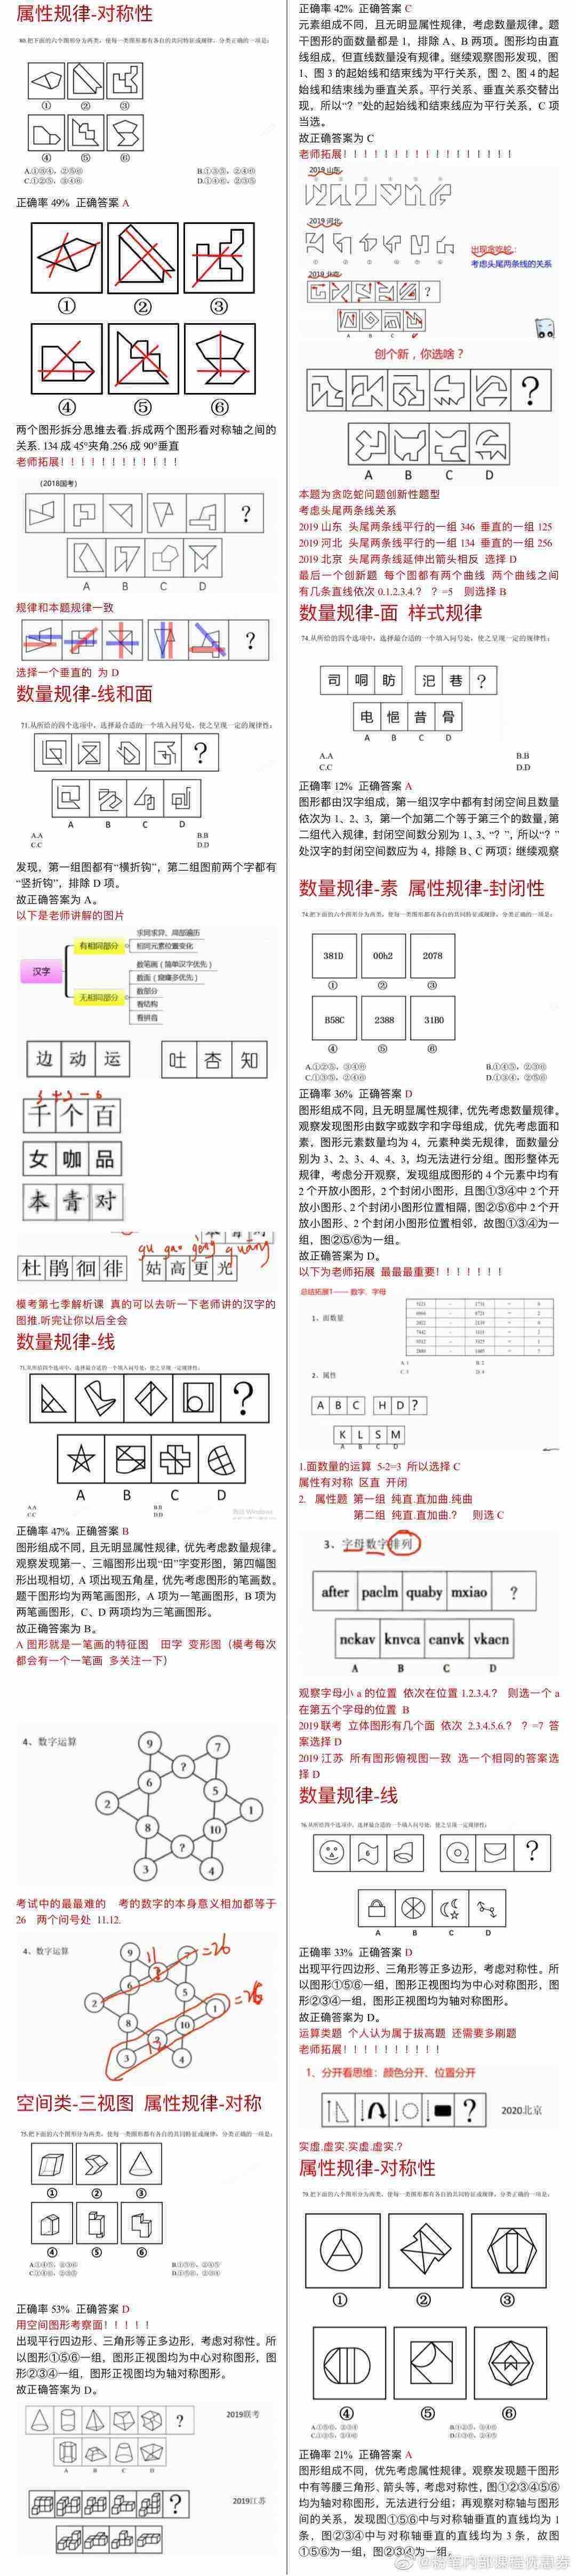 属性规律-对称性
80.把下面的六个图形分为两类，使每一类图形都有各自的共同特征或规律，分类正确的一项是：
① ② ③
④ ⑤ ⑥
A.①③④，②⑤⑥
B.①③⑤，②④⑥
C.①②⑤，③④⑥
D.①④⑥，②③⑤
正确率 49% 正确答案 A
① ② ③
④ ⑤ ⑥
两个图形拆分思维去看.拆成两个图形看对称轴之间的
关系. 134 成 45°夹角.256 成 90°垂直
老师拓展！！！！！！！！！！！！
(2018国考)
?
A B C D
规律和本题规律一致
?
选择一个垂直的 为 D
数量规律-线和面
71.从所给的四个选项中，选择最合适的一个填入问号处，使之呈现一定的规律性：
?
A B C D
A.A
B.B
C.C
D.D
发现，第一组图都有“横折钩”，第二组图前两个字都有
“竖折钩”，排除 D 项。
故正确答案为 A。
以下是老师讲解的图片
汉字
有相同部分
求同求异、局部遍历
相同元素位置变化
无相同部分
数笔画（简单汉字优先）
数面（窟窿多优先）
数部分
看结构
看拼音
边 动 运 吐 杏 知
千 个 百
女 咖 品
本 青 对
gu gao geng guang
杜 鹃 徊 徘 姑 高 更 光
模考第七季解析课 真的可以去听一下老师讲的汉字的
图推.听完让你以后全会
数量规律-线
71.从所给的四个选项中，选择最合适的一个填入问号处，使之呈现一定规律性：
?
A B C D
A.A
B.B
C.C
D.D
正确率 47% 正确答案 B
图形组成不同，且无明显属性规律，优先考虑数量规律。
观察发现第一、三幅图形出现“田”字变形图，第四幅图
形出现相切，A 项出现五角星，优先考虑图形的笔画数。
题干图形均为两笔画图形，A 项为一笔画图形，B 项为
两笔画图形，C、D 两项均为三笔画图形。
故正确答案为 B。
A 图形就是一笔画的特征图 田字 变形图（模考每次
都会有一个一笔画 多关注一下）
4、数字运算
9 7
?
6 5
2 1
8 10
?
3 4
考试中的最最难的 考的数字的本身意义相加都等于
26 两个问号处 11.12.
4、数字运算
9 11 =26
6 5
2 1 =26
8 10
3 4
空间类-三视图 属性规律-对称
75.把下面的六个图形分为两类，使每一类图形都有各自的共同特征或规律，分类正确的一项是：
① ② ③
④ ⑤ ⑥
正确率 53% 正确答案 D
用空间图形考察面！！！！！
出现平行四边形、三角形等正多边形，考虑对称性。所
以图形①⑤⑥一组，图形正视图均为中心对称图形，图
形②③④一组，图形正视图均为轴对称图形。
故正确答案为 D。
? 2019联考
A B C D
? 2019江苏
正确率 42% 正确答案 C
元素组成不同，且无明显属性规律，考虑数量规律。题
干图形的面数量都是 1，排除 A、B 两项。图形均由直
线组成，但直线数量没有规律。继续观察图形发现，图
1、图 3 的起始线和结束线为平行关系，图 2、图 4 的起
始线和结束线为垂直关系。平行关系、垂直关系交替出
现，所以“？”处的起始线和结束线应为平行关系，C 项
当选。
故正确答案为 C
老师拓展！！！！！！！！！！！！！！！！！
2019 山东
2019 河北
出现贪吃蛇：
考虑头尾两条线的关系
2019 北京
?
A B C
创个新，你选啥？
?
A B C D
本题为贪吃蛇问题创新性题型
考虑头尾两条线关系
2019 山东 头尾两条线平行的一组 346 垂直的一组 125
2019 河北 头尾两条线平行的一组 134 垂直的一组 256
2019 北京 头尾两条线延伸出箭头相反 选择 D
最后一个创新题 每个图都有两个曲线 两个曲线之间
有几条直线依次 0.1.2.3.4.？ ？=5 则选择 B
数量规律-面 样式规律
74.从所给的四个选项中，选择最合适的一个填入问号处，使之呈现一定的规律性：
司 啊 昉 汜 巷 ?
电 悒 昔 骨
A B C D
A.A
B.B
C.C
D.D
正确率 12% 正确答案 A
图形都由汉字组成，第一组汉字中都有封闭空间且数量
依次为 1、2、3，第一个加第二个等于第三个的数量，第
二组代入规律，封闭空间数分别为 1、3、“？”，所以“？”
处汉字的封闭空间数应为 4，排除 B、C 两项；继续观察
数量规律-素 属性规律-封闭性
74.把下面的六个图形分为两类，使每一类图形都有各自的共同特征或规律，分类正确的一项是：
381D 00h2 2078
① ② ③
B58C 2388 31B0
④ ⑤ ⑥
正确率 36% 正确答案 D
图形组成不同，且无明显属性规律，优先考虑数量规律。
观察发现图形由数字或数字和字母组成，优先考虑面和
素，图形元素数量均为 4，元素种类无规律，面数量分
别为 3、2、3、4、4、3，均无法进行分组。图形整体无
规律，考虑分开观察，发现组成图形的 4 个元素中均有
2 个开放小图形，2 个封闭小图形，且图①③④中 2 个开
放小图形、2 个封闭小图形位置相隔，图②⑤⑥中 2 个开
放小图形、2 个封闭小图形位置相邻，故图①③④为一
组，图②⑤⑥为一组。
故正确答案为 D。
以下为老师拓展 最最最重要！！！！！！！
总结拓展1—— 数字、字母
1、面数量
2、属性
A B C H D ?
K L S M
A B C D
1.面数量的运算 5-2=3 所以选择 C
属性有对称 区直 开闭
2. 属性题 第一组 纯直.直加曲.纯曲
第二组 纯直.直加曲.？ 则选 C
3、字母数字排列
after paclm quaby mxiao ?
nckav knvca canvk vkacn
A B C D
观察字母小 a 的位置 依次在位置 1.2.3.4.？ 则选一个 a
在第五个字母的位置 B
2019联考 立体图形有几个面 依次 2.3.4.5.6.？ ？=7 答
案选择 D
2019 江苏 所有图形俯视图一致 选一个相同的答案选
择 D
数量规律-线
76.从所给的四个选项中，选择最合适的一个填入问号处，使之呈现一定规律性：
6
?
A B C D
正确率 33% 正确答案 D
出现平行四边形、三角形等正多边形，考虑对称性。所
以图形①⑤⑥一组，图形正视图均为中心对称图形，图
形②③④一组，图形正视图均为轴对称图形。
故正确答案为 D。
运算类题 个人认为属于拔高题 还需要多刷题
老师拓展！！！！！！！！！！
1、分开看思维：颜色分开、位置分开
? 2020北京
实虚.虚实.实虚.虚实.?
属性规律-对称性
79.把下面的六个图形分为两类，使每一类图形都有各自的共同特征或规律，分类正确的一项是：
① ② ③
④ ⑤ ⑥
正确率 21% 正确答案 A
图形组成不同，优先考虑属性规律。观察发现题干图形
中有等腰三角形、箭头等，考虑对称性，图①②③④⑤⑥
均为轴对称图形，无法进行分组；再观察对称轴与图形
间的关系，发现图①⑤⑥中与对称轴垂直的直线均为 1
条，图②③④中与对称轴垂直的直线均为 3 条，故图
①⑤⑥为一组，图②③④为一组。
@粉笔内部课程优惠券